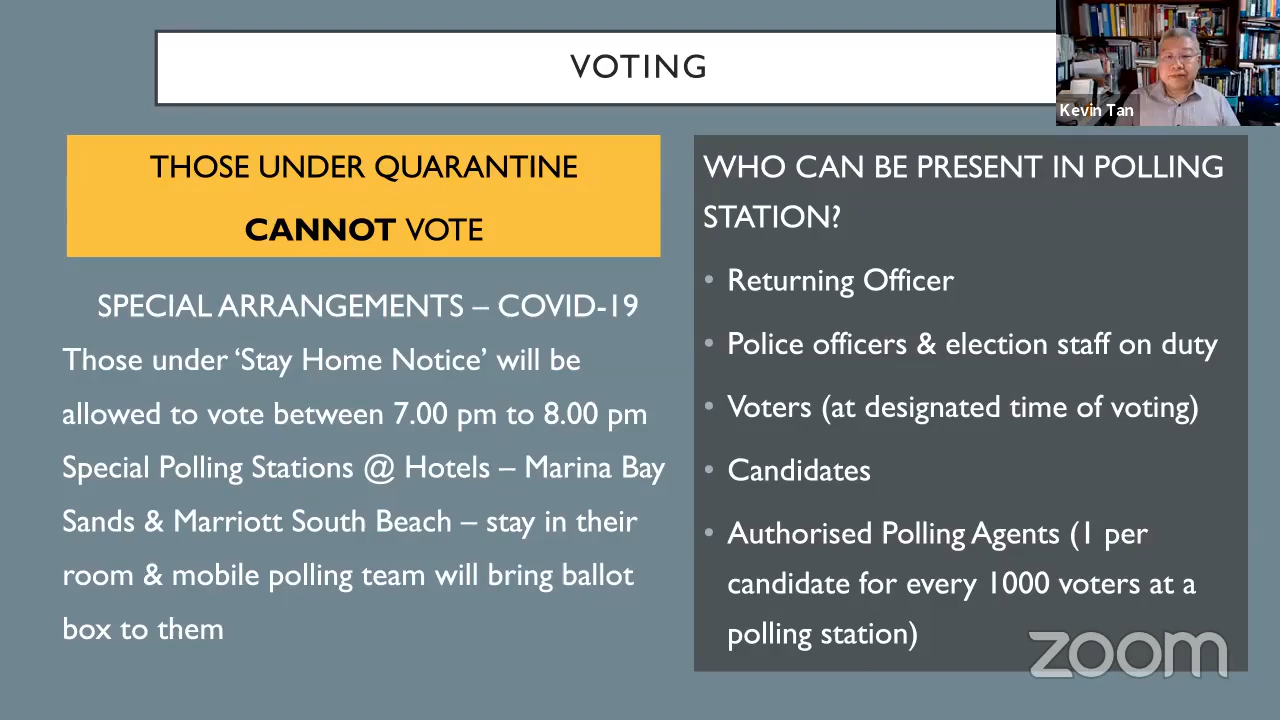 VOTING
Kevin Tan
THOSE UNDER QUARANTINE
CANNOT VOTE
SPECIAL ARRANGEMENTS – COVID-19
Those under ‘Stay Home Notice’ will be
allowed to vote between 7.00 pm to 8.00 pm
Special Polling Stations @ Hotels – Marina Bay
Sands & Marriott South Beach – stay in their
room & mobile polling team will bring ballot
box to them
WHO CAN BE PRESENT IN POLLING
STATION?
• Returning Officer
• Police officers & election staff on duty
• Voters (at designated time of voting)
• Candidates
• Authorised Polling Agents (1 per
candidate for every 1000 voters at a
polling station)
zoom